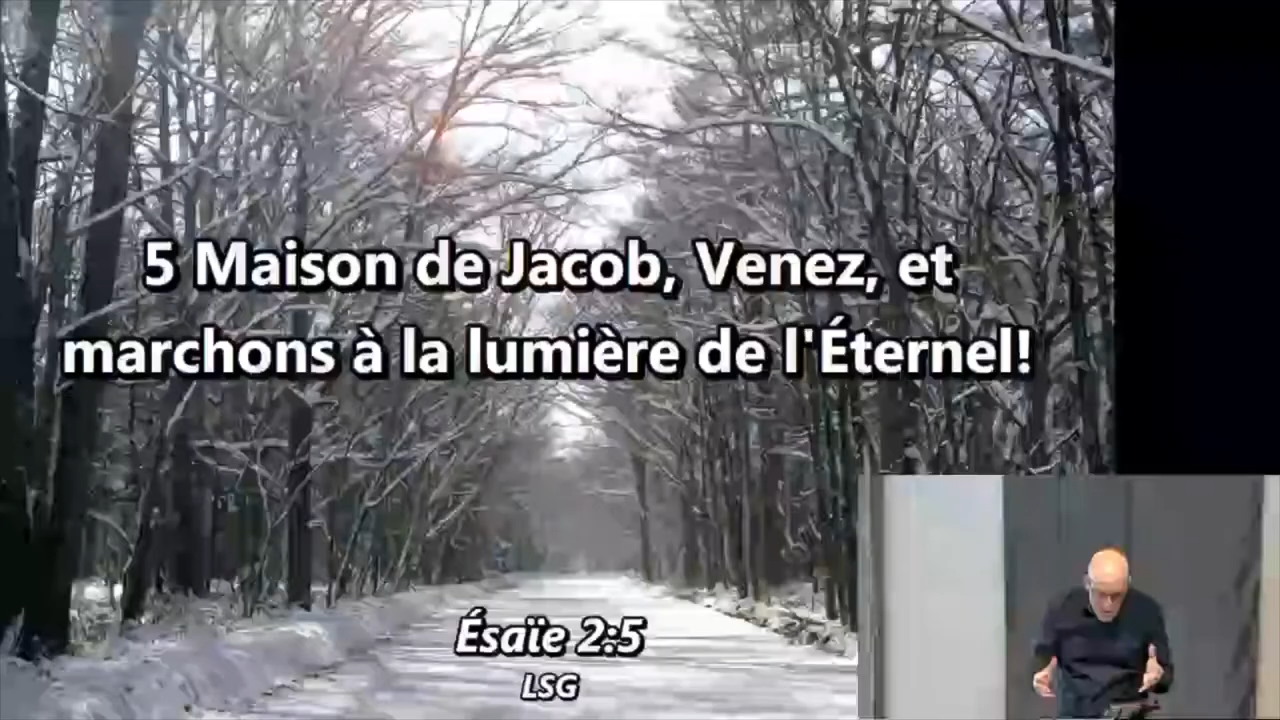 5 Maison de Jacob, Venez, et
marchons à la lumière de l'Éternel!
Ésaïe 2:5
LSG